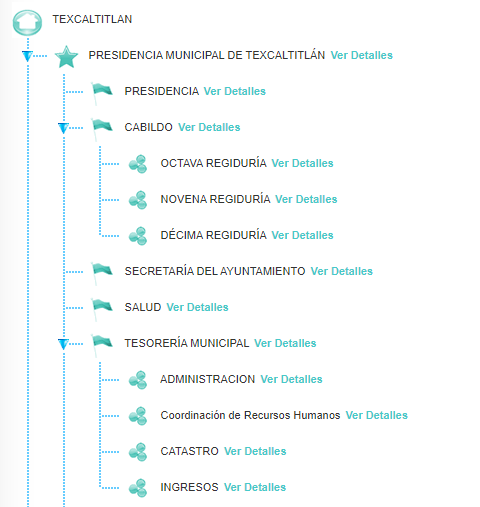 TEXCALTITLAN
PRESIDENCIA MUNICIPAL DE TEXCALTITLÁN Ver Detalles
PRESIDENCIA Ver Detalles
CABILDO Ver Detalles
OCTAVA REGIDURÍA Ver Detalles
NOVENA REGIDURÍA Ver Detalles
DÉCIMA REGIDURÍA Ver Detalles
SECRETARÍA DEL AYUNTAMIENTO Ver Detalles
SALUD Ver Detalles
TESORERÍA MUNICIPAL Ver Detalles
ADMINISTRACION Ver Detalles
Coordinación de Recursos Humanos Ver Detalles
CATASTRO Ver Detalles
INGRESOS Ver Detalles